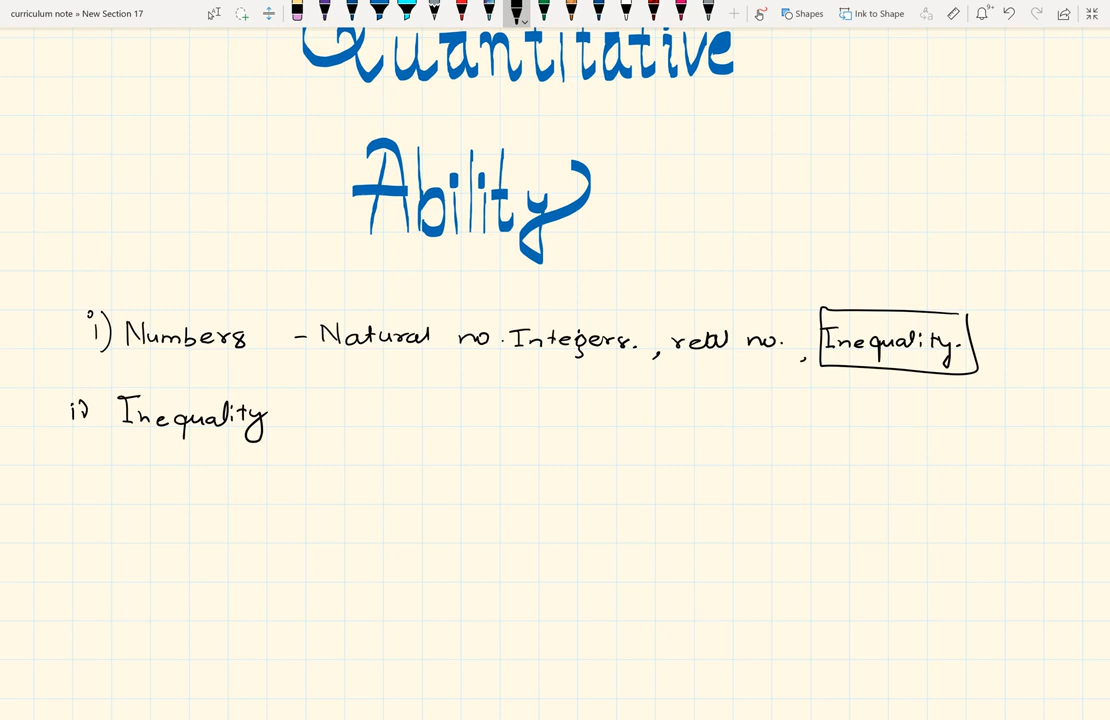 curriculum note » New Section 17 Shapes Ink to Shape 9+
Quantitative
Ability
i) Numbers - Natural no. Integers. , real no. , Inequality.
ii) Inequality